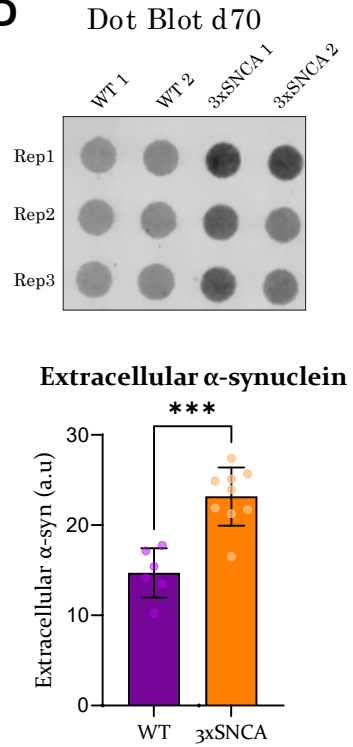 D
Dot Blot d70
WT 1 WT 2 3xSNCA 1 3xSNCA 2
Rep1
Rep2
Rep3
Extracellular α-synuclein
***
30
20
10
0
Extracellular α-syn (a.u)
WT 3xSNCA